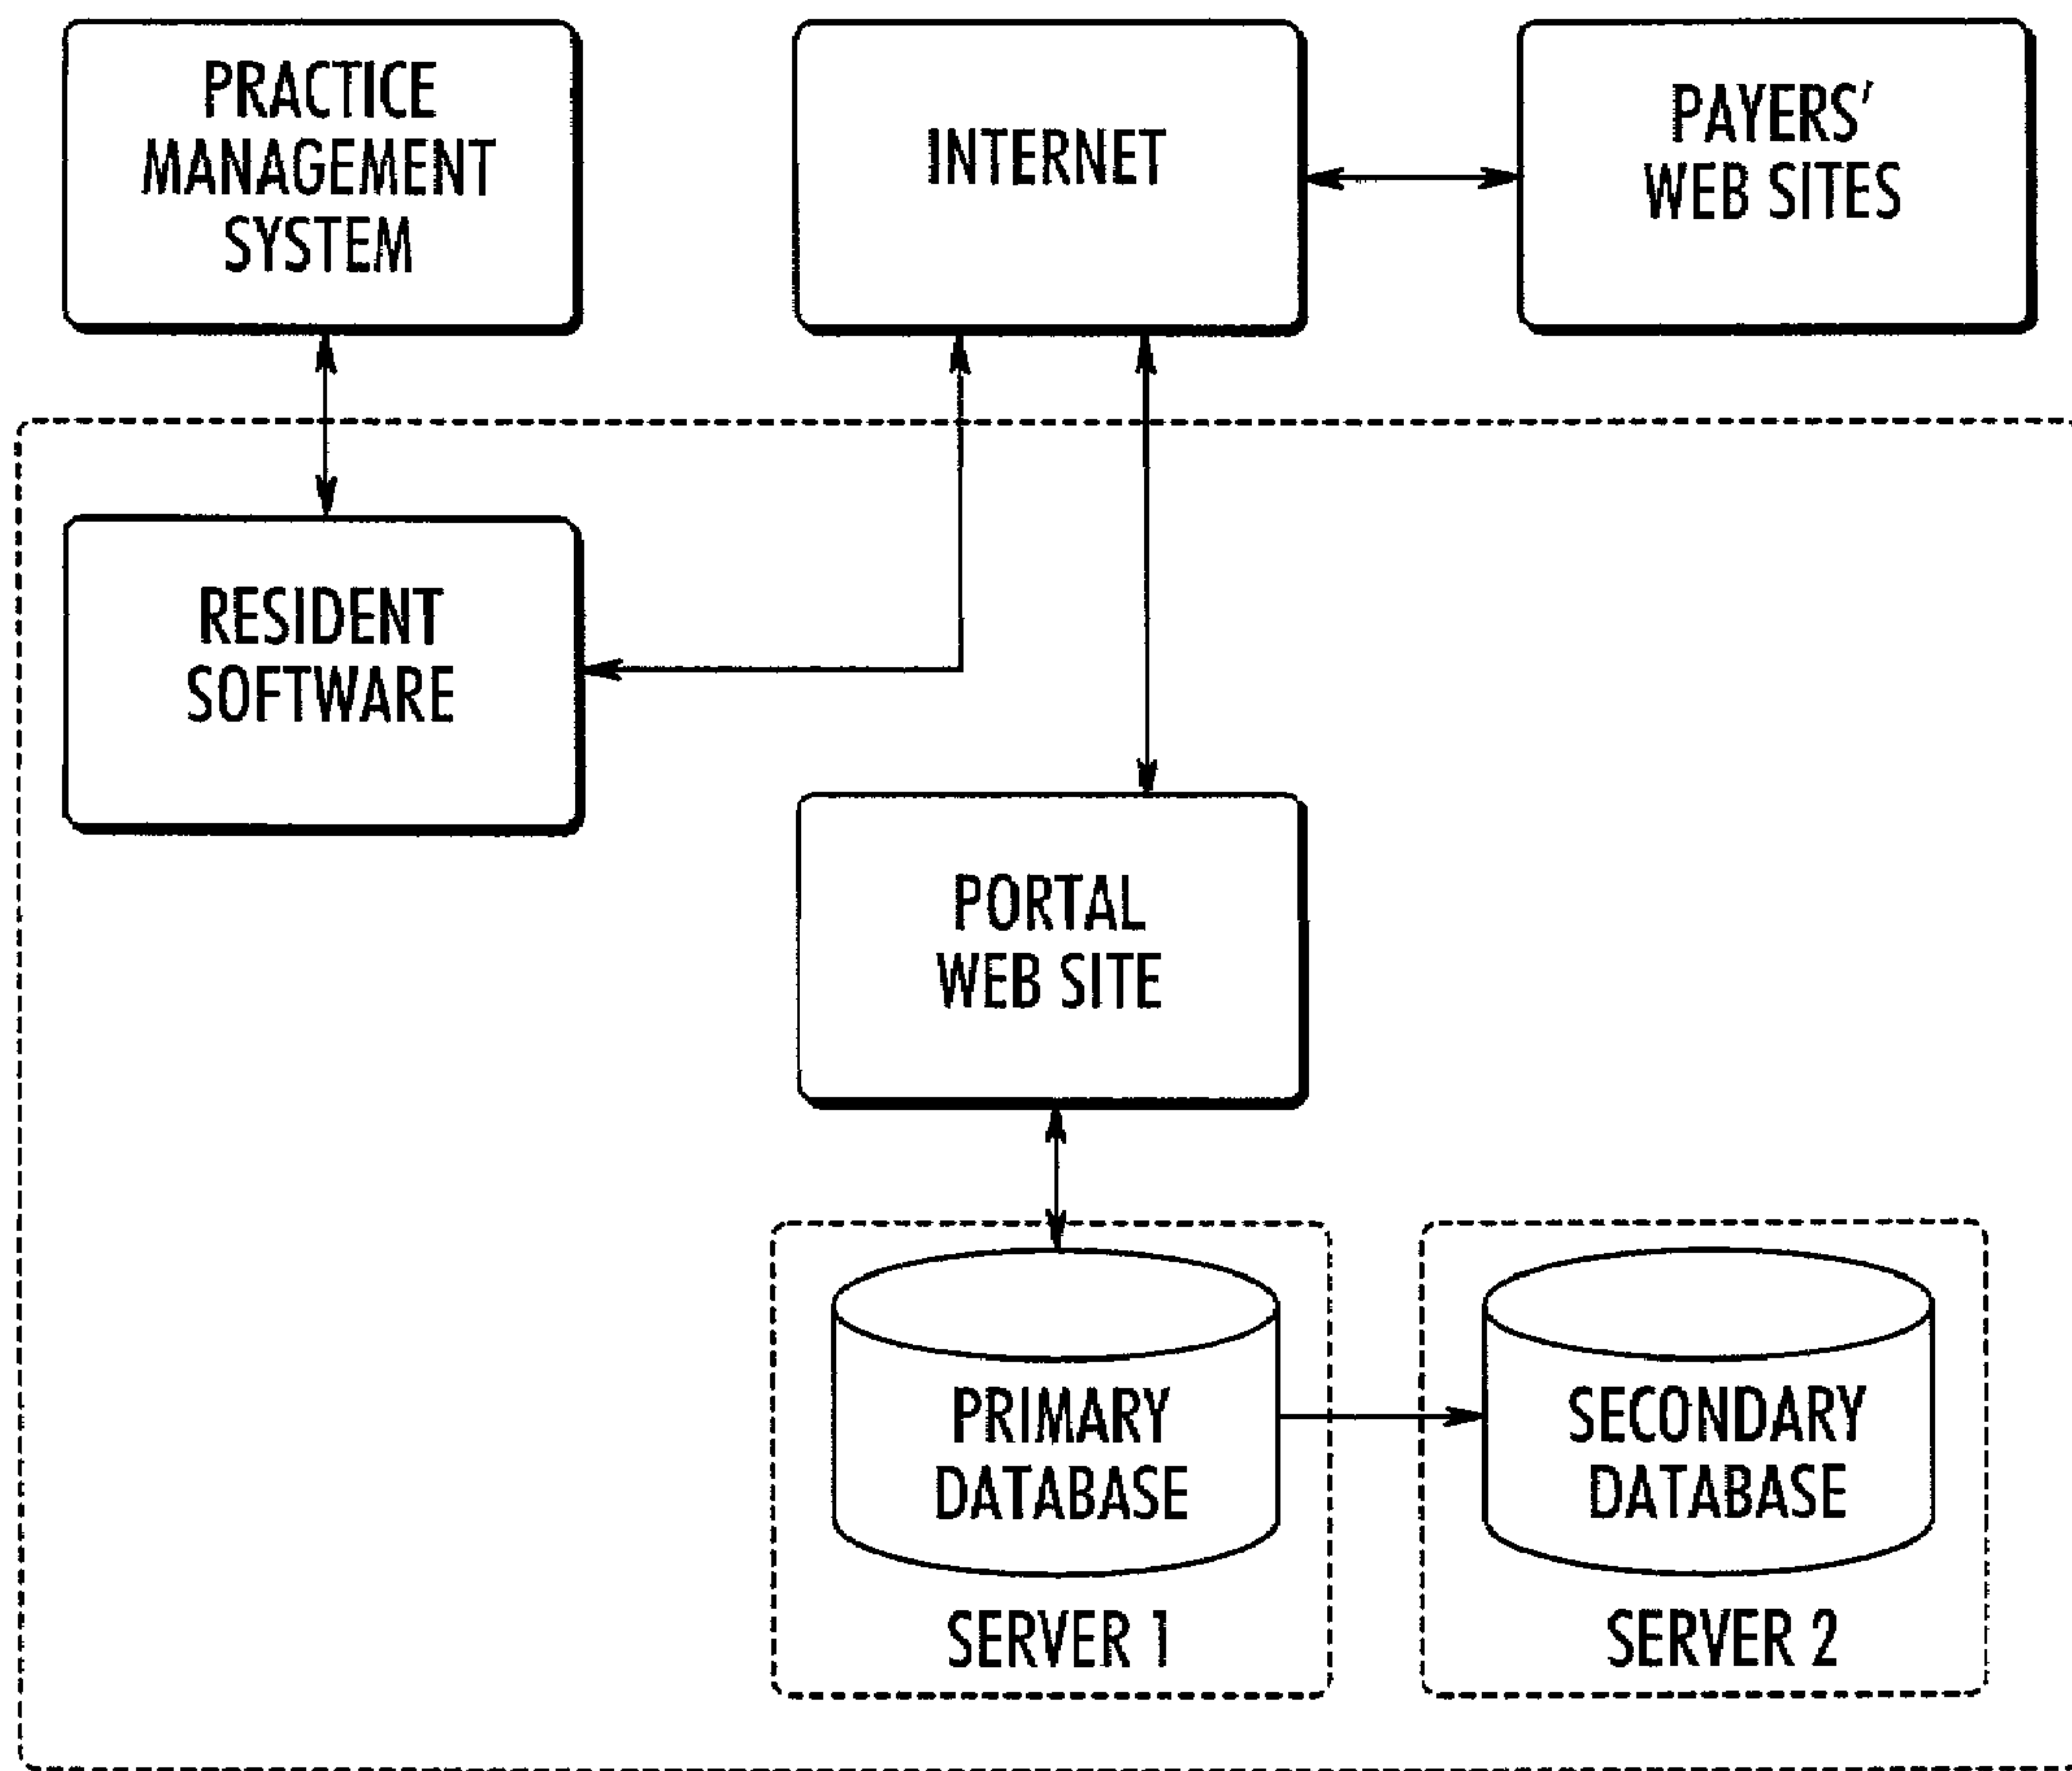 PRACTICE
MANAGEMENT
SYSTEM
INTERNET
PAYERS'
WEB SITES
RESIDENT
SOFTWARE
PORTAL
WEB SITE
PRIMARY
DATABASE
SERVER 1
SECONDARY
DATABASE
SERVER 2